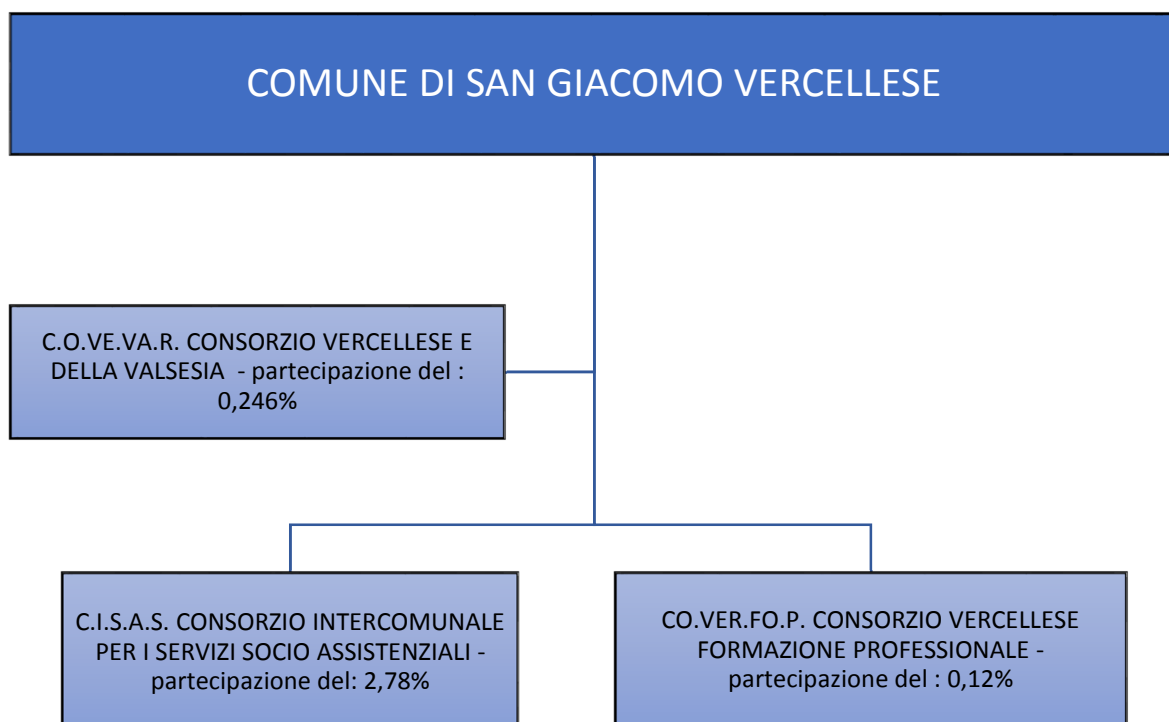 COMUNE DI SAN GIACOMO VERCELLESE
C.O.VE.VA.R. CONSORZIO VERCELLESE E
DELLA VALSESIA - partecipazione del :
0,246%
C.I.S.A.S. CONSORZIO INTERCOMUNALE
PER I SERVIZI SOCIO ASSISTENZIALI -
partecipazione del: 2,78%
CO.VER.FO.P. CONSORZIO VERCELLESE
FORMAZIONE PROFESSIONALE -
partecipazione del : 0,12%